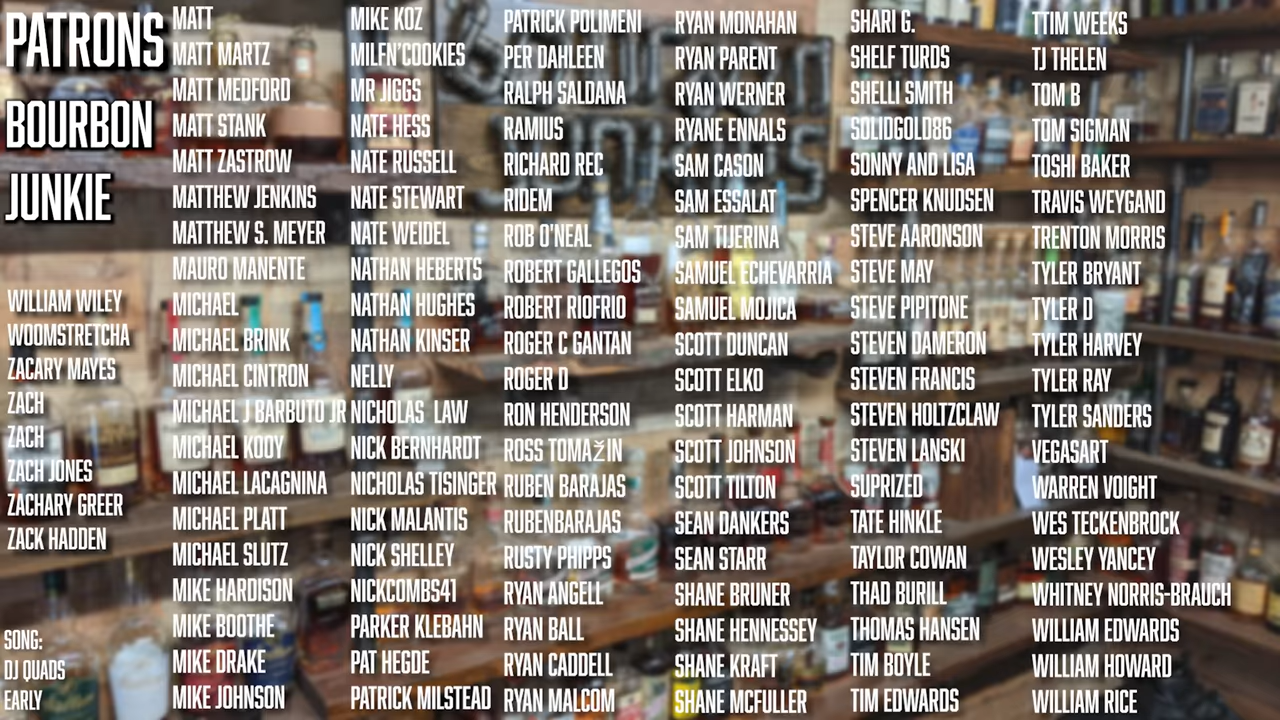 PATRONS
BOURBON
JUNKIE
WILLIAM WILEY
WOOMSTRETCHA
ZACARY MAYES
ZACH
ZACH
ZACH JONES
ZACHARY GREER
ZACK HADDEN
SONG:
DJ QUADS
EARLY
MATT
MATT MARTZ
MATT MEDFORD
MATT STANK
MATT ZASTROW
MATTHEW JENKINS
MATTHEW S. MEYER
MAURO MANENTE
MICHAEL
MICHAEL BRINK
MICHAEL CINTRON
MICHAEL J BARBUTO JR
MICHAEL KOOY
MICHAEL LACAGNINA
MICHAEL PLATT
MICHAEL SLUTZ
MIKE HARDISON
MIKE BOOTHE
MIKE DRAKE
MIKE JOHNSON
MIKE KOZ
MILFN'COOKIES
MR JIGGS
NATE HESS
NATE RUSSELL
NATE STEWART
NATE WEIDEL
NATHAN HEBERTS
NATHAN HUGHES
NATHAN KINSER
NELLY
NICHOLAS LAW
NICK BERNHARDT
NICHOLAS TISINGER
NICK MALANTIS
NICK SHELLEY
NICKCOMBS41
PARKER KLEBAHN
PAT HEGDE
PATRICK MILSTEAD
PATRICK POLIMENI
PER DAHLEEN
RALPH SALDANA
RAMIUS
RICHARD REC
RIDEM
ROB O'NEAL
ROBERT GALLEGOS
ROBERT RIOFRIO
ROGER C GANTAN
ROGER D
RON HENDERSON
ROSS TOMAŽIN
RUBEN BARAJAS
RUBENBARAJAS
RUSTY PHIPPS
RYAN ANGELL
RYAN BALL
RYAN CADDELL
RYAN MALCOM
RYAN MONAHAN
RYAN PARENT
RYAN WERNER
RYANE ENNALS
SAM CASON
SAM ESSALAT
SAM TIJERINA
SAMUEL ECHEVARRIA
SAMUEL MOJICA
SCOTT DUNCAN
SCOTT ELKO
SCOTT HARMAN
SCOTT JOHNSON
SCOTT TILTON
SEAN DANKERS
SEAN STARR
SHANE BRUNER
SHANE HENNESSEY
SHANE KRAFT
SHANE MCFULLER
SHARI G.
SHELF TURDS
SHELLI SMITH
SOLIDGOLD86
SONNY AND LISA
SPENCER KNUDSEN
STEVE AARONSON
STEVE MAY
STEVE PIPITONE
STEVEN DAMERON
STEVEN FRANCIS
STEVEN HOLTZCLAW
STEVEN LANSKI
SUPRIZED
TATE HINKLE
TAYLOR COWAN
THAD BURILL
THOMAS HANSEN
TIM BOYLE
TIM EDWARDS
TTIM WEEKS
TJ THELEN
TOM B
TOM SIGMAN
TOSHI BAKER
TRAVIS WEYGAND
TRENTON MORRIS
TYLER BRYANT
TYLER D
TYLER HARVEY
TYLER RAY
TYLER SANDERS
VEGASART
WARREN VOIGHT
WES TECKENBROCK
WESLEY YANCEY
WHITNEY NORRIS-BRAUCH
WILLIAM EDWARDS
WILLIAM HOWARD
WILLIAM RICE